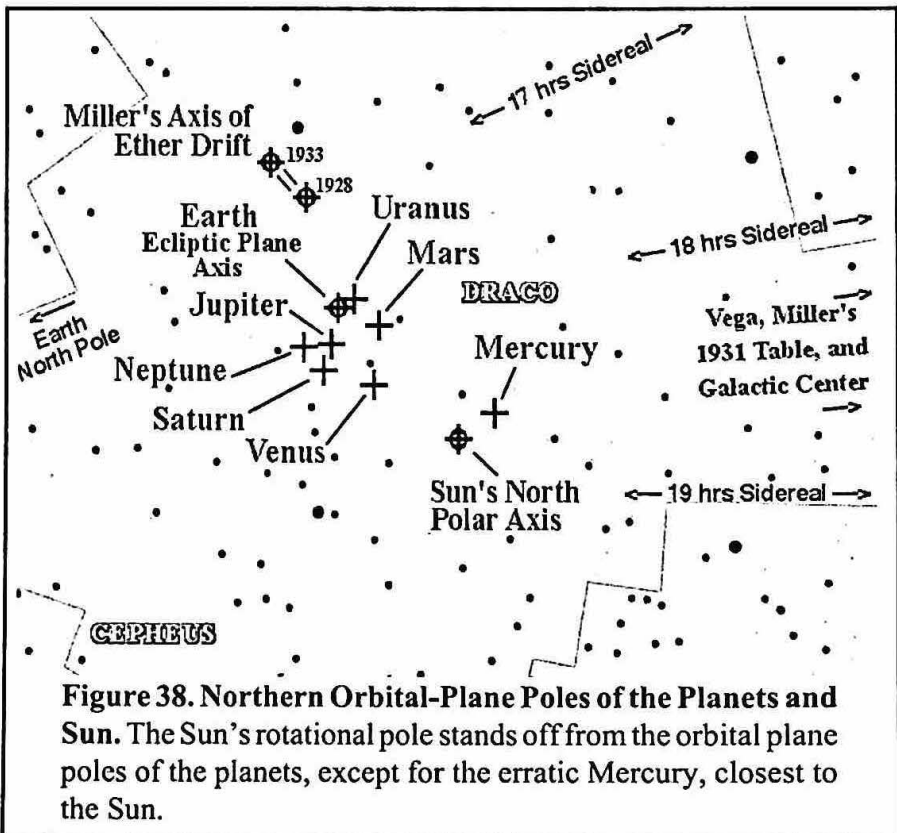 17 hrs Sidereal
Miller's Axis of
Ether Drift
1933
1928
Earth
Ecliptic Plane
Axis
Uranus
Mars
18 hrs Sidereal
DRACO
Jupiter
Earth
North Pole
Vega, Miller's
1931 Table, and
Galactic Center
Mercury
Neptune
Saturn
Venus
Sun's North
Polar Axis
19 hrs Sidereal
CEPHEUS
Figure 38. Northern Orbital-Plane Poles of the Planets and
Sun. The Sun's rotational pole stands off from the orbital plane
poles of the planets, except for the erratic Mercury, closest to
the Sun.